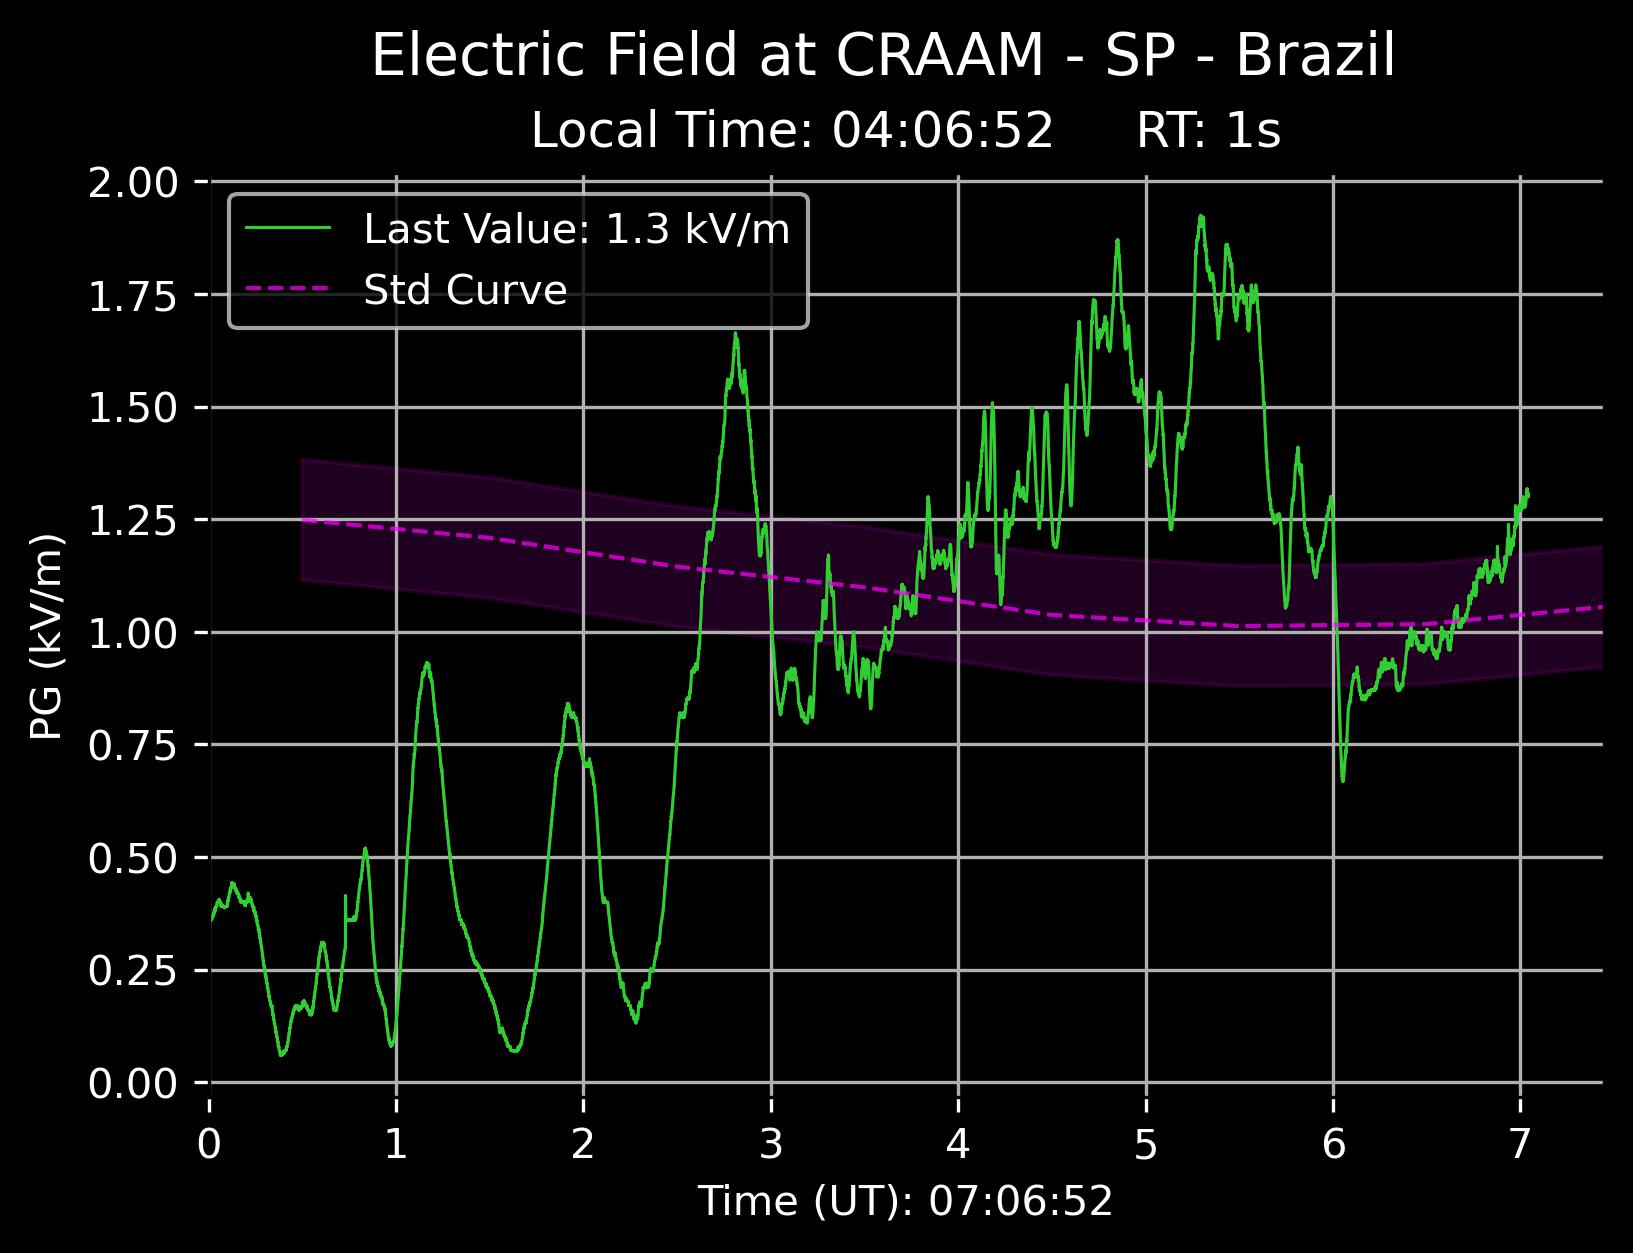 Electric Field at CRAAM - SP - Brazil
Local Time: 04:06:52 RT: 1s
Last Value: 1.3 kV/m
Std Curve
PG (kV/m)
2.00
1.75
1.50
1.25
1.00
0.75
0.50
0.25
0.00
0 1 2 3 4 5 6 7
Time (UT): 07:06:52